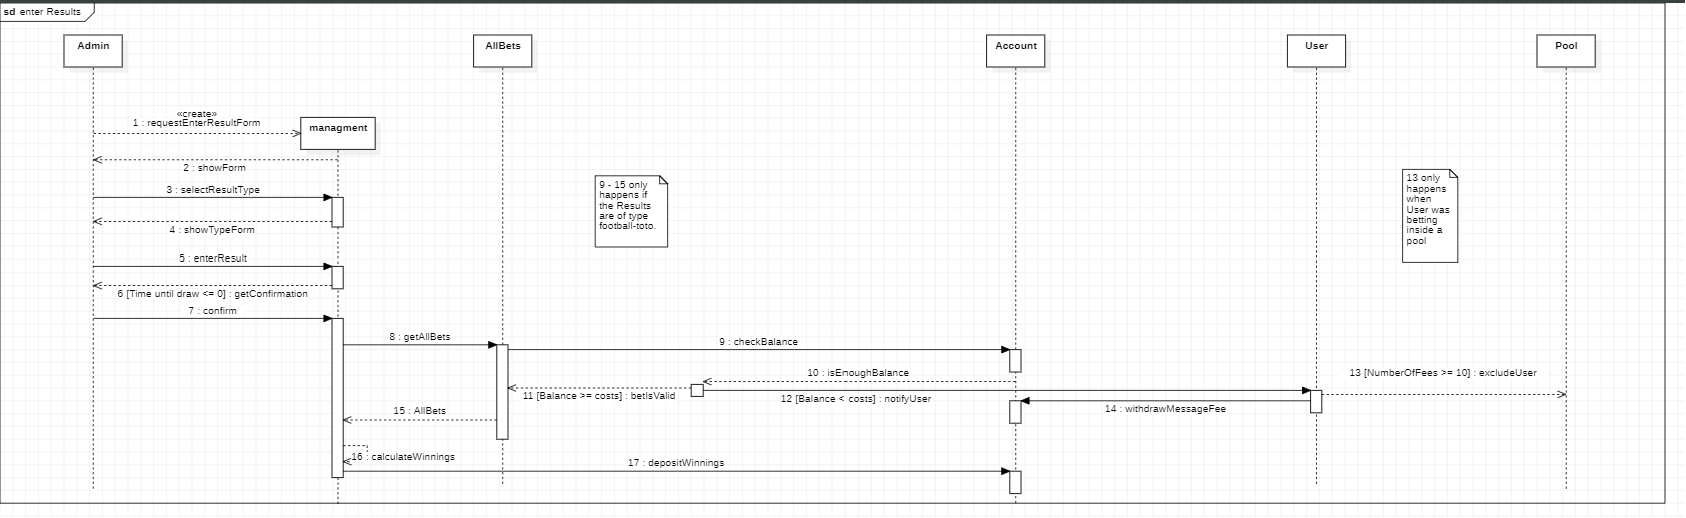 sd enter Results
Admin
AllBets
Account
User
Pool
«create»
1 : requestEnterResultForm
managment
2 : showForm
3 : selectResultType
4 : showTypeForm
9 - 15 only
happens if
the Results
are of type
football-toto.
13 only
happens
when
User was
betting
inside a
pool
5 : enterResult
6 [Time until draw <= 0] : getConfirmation
7 : confirm
8 : getAllBets
9 : checkBalance
10 : isEnoughBalance
13 [NumberOfFees >= 10] : excludeUser
11 [Balance >= costs] : betIsValid
12 [Balance < costs] : notifyUser
15 : AllBets
14 : withdrawMessageFee
16 : calculateWinnings
17 : depositWinnings